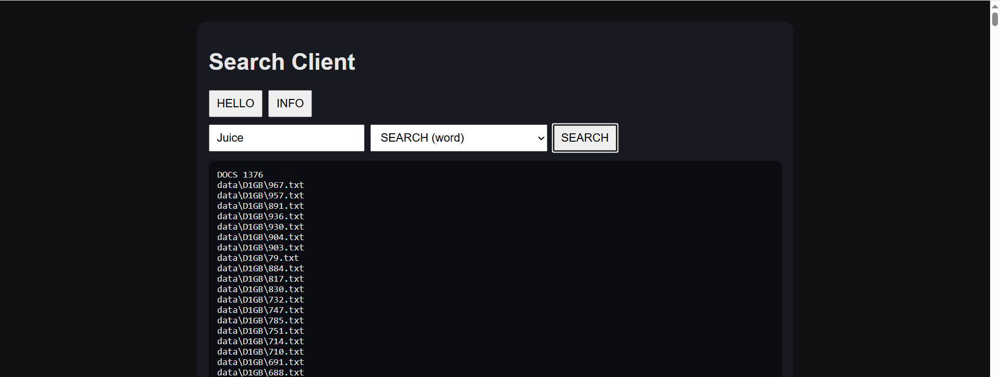 Search Client
HELLO INFO
Juice SEARCH (word) SEARCH
DOCS 1376
data\D1GB\967.txt
data\D1GB\957.txt
data\D1GB\891.txt
data\D1GB\936.txt
data\D1GB\930.txt
data\D1GB\904.txt
data\D1GB\903.txt
data\D1GB\79.txt
data\D1GB\884.txt
data\D1GB\817.txt
data\D1GB\830.txt
data\D1GB\732.txt
data\D1GB\747.txt
data\D1GB\785.txt
data\D1GB\751.txt
data\D1GB\714.txt
data\D1GB\710.txt
data\D1GB\691.txt
data\D1GB\688.txt